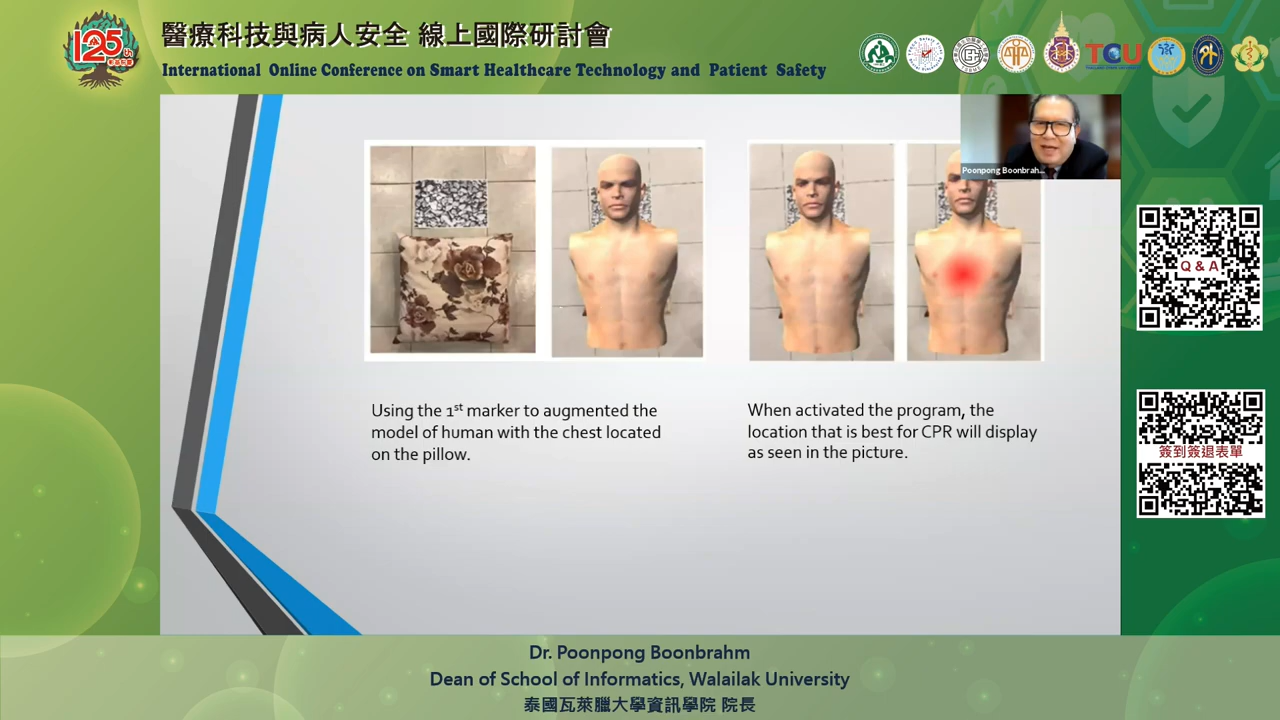 125th
醫療科技與病人安全 線上國際研討會
International Online Conference on Smart Healthcare Technology and Patient Safety
TCU
Poonpong Boonbrah...
Q & A
Using the 1st marker to augmented the
model of human with the chest located
on the pillow.
When activated the program, the
location that is best for CPR will display
as seen in the picture.
簽到簽退表單
Dr. Poonpong Boonbrahm
Dean of School of Informatics, Walailak University
泰國瓦萊臘大學資訊學院 院長